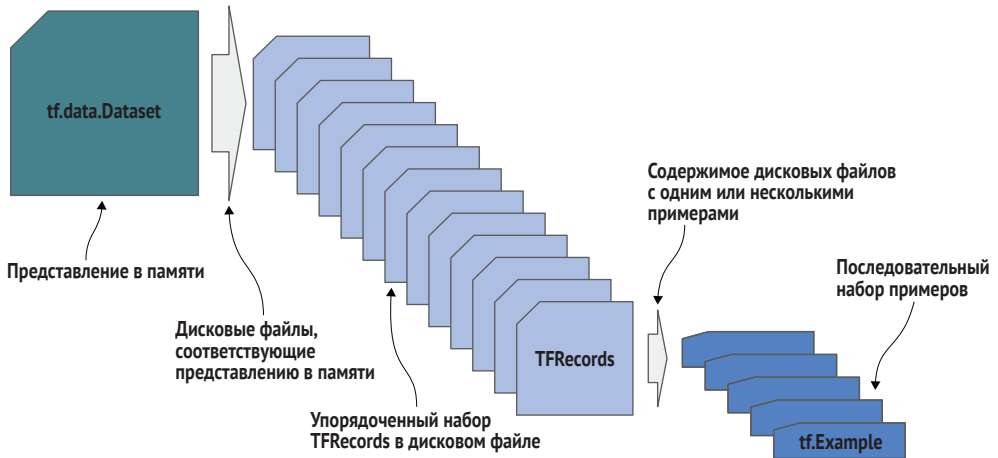 tf.data.Dataset
Представление в памяти
Дисковые файлы,
соответствующие
представлению в памяти
Упорядоченный набор
TFRecords в дисковом файле
TFRecords
Содержимое дисковых файлов
с одним или несколькими
примерами
Последовательный
набор примеров
tf.Example